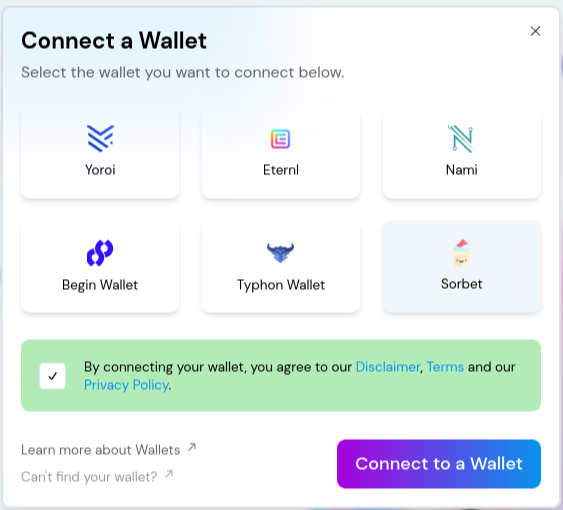 Connect a Wallet
Select the wallet you want to connect below.
Yoroi
Eternl
Nami
Begin Wallet
Typhon Wallet
Sorbet
By connecting your wallet, you agree to our Disclaimer, Terms and our
Privacy Policy.
Learn more about Wallets ↗
Can't find your wallet? ↗
Connect to a Wallet